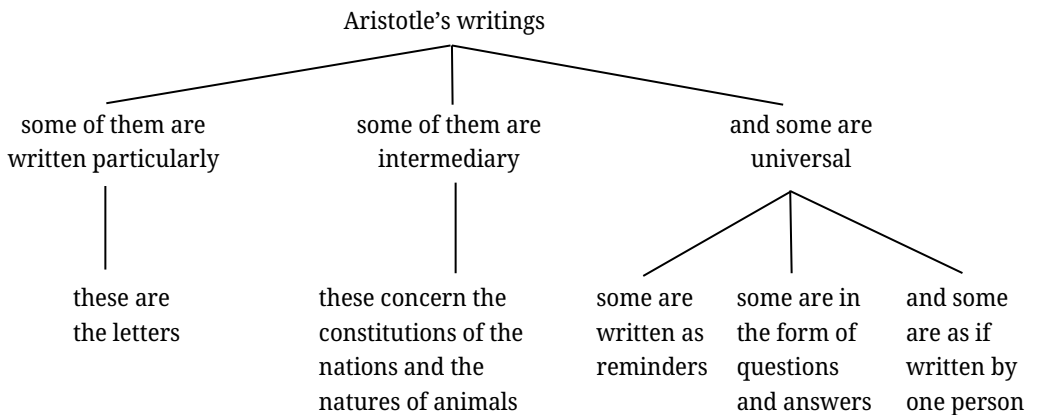 Aristotle’s writings
some of them are
written particularly
some of them are
intermediary
and some are
universal
these are
the letters
these concern the
constitutions of the
nations and the
natures of animals
some are
written as
reminders
some are in
the form of
questions
and answers
and some
are as if
written by
one person